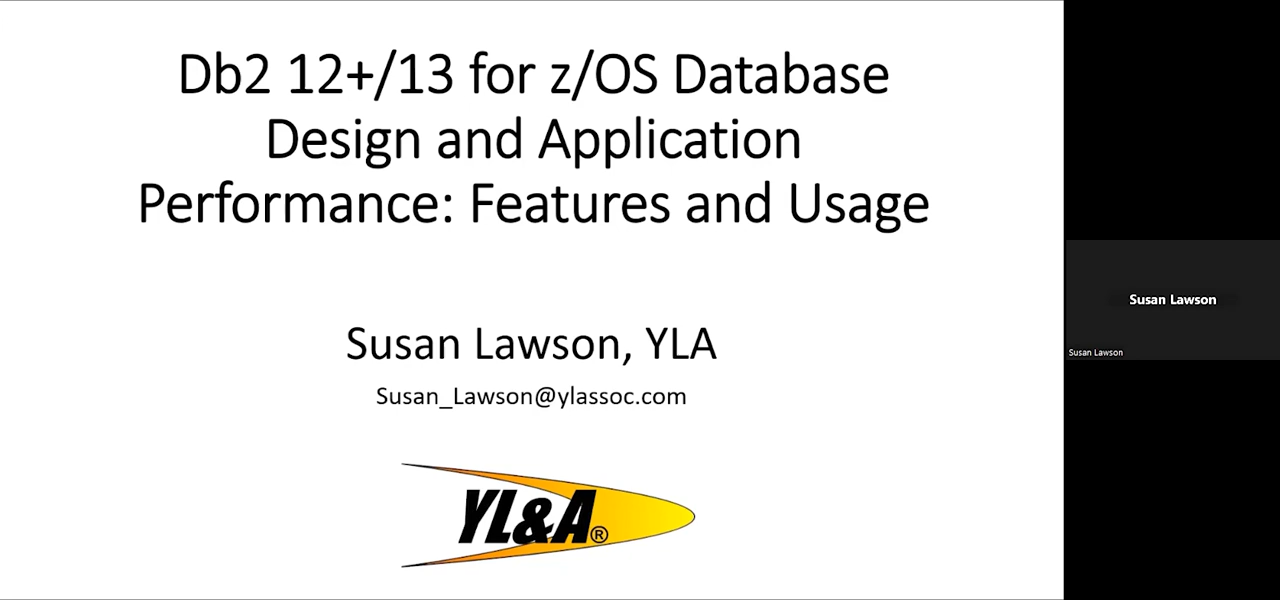 Db2 12+/13 for z/OS Database
Design and Application
Performance: Features and Usage
Susan Lawson, YLA
Susan_Lawson@ylassoc.com
YL&A®
Susan Lawson
Susan Lawson